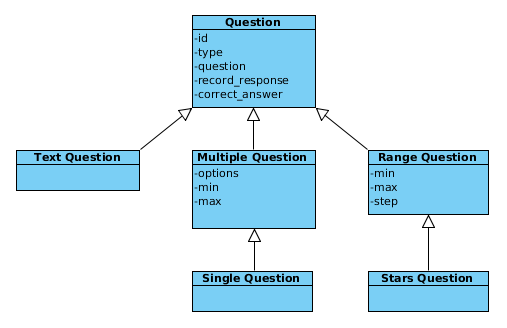 Question
-id
-type
-question
-record_response
-correct_answer
Text Question
Multiple Question
-options
-min
-max
Range Question
-min
-max
-step
Single Question
Stars Question